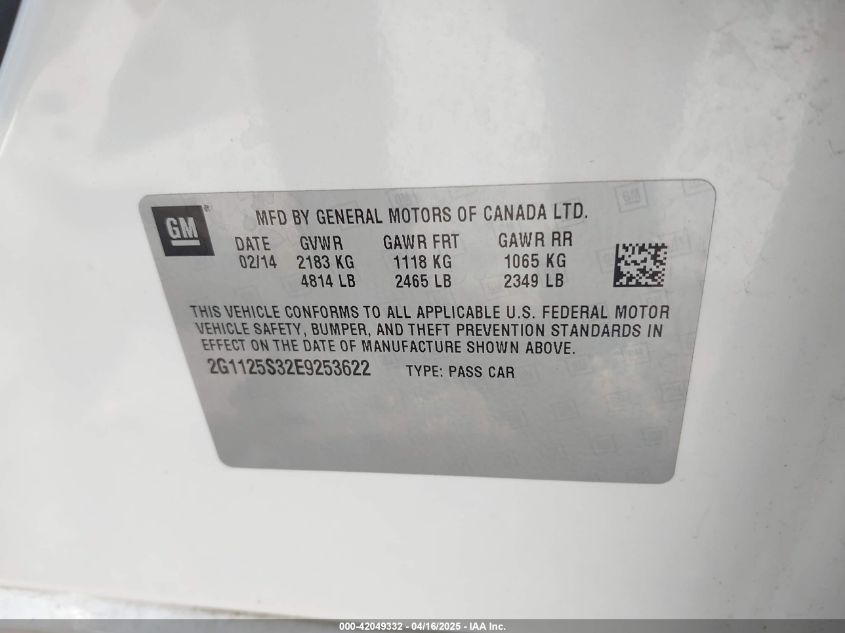 GM
MFD BY GENERAL MOTORS OF CANADA LTD.
DATE GVWR GAWR FRT GAWR RR
02/14 2183 KG 1118 KG 1065 KG
4814 LB 2465 LB 2349 LB
THIS VEHICLE CONFORMS TO ALL APPLICABLE U.S. FEDERAL MOTOR
VEHICLE SAFETY, BUMPER, AND THEFT PREVENTION STANDARDS IN
EFFECT ON THE DATE OF MANUFACTURE SHOWN ABOVE.
2G1125S32E9253622 TYPE: PASS CAR
000-42049332 - 04/16/2025 - IAA Inc.